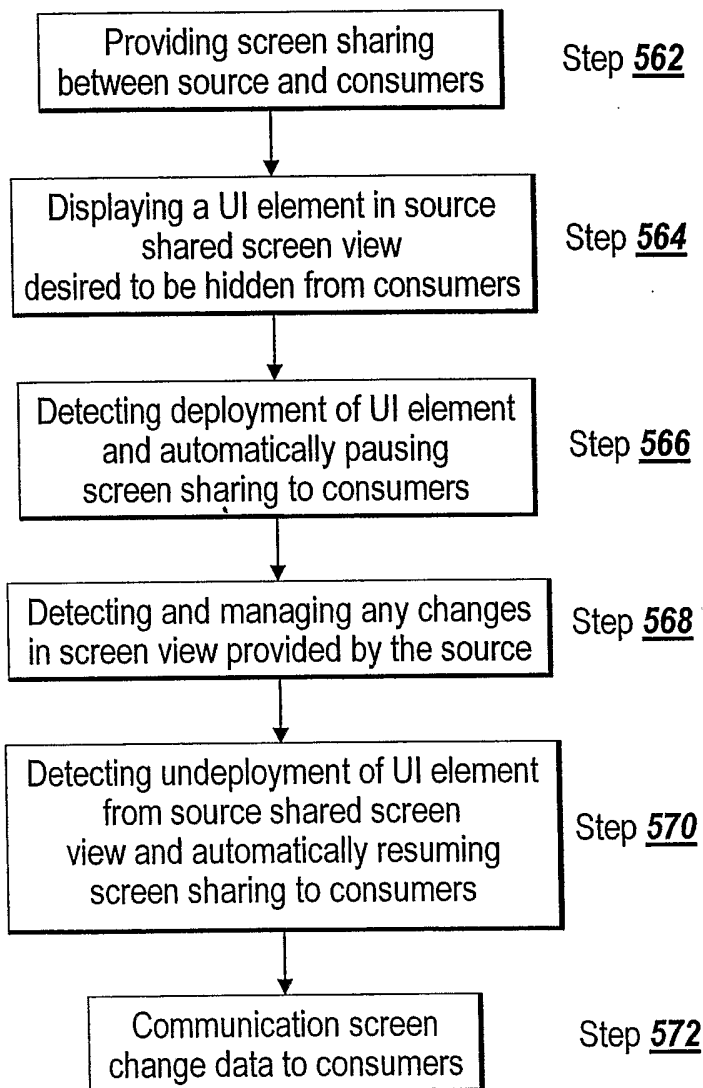 Providing screen sharing
between source and consumers
Step 562
Displaying a UI element in source
shared screen view
desired to be hidden from consumers
Step 564
Detecting deployment of UI element
and automatically pausing
screen sharing to consumers
Step 566
Detecting and managing any changes
in screen view provided by the source
Step 568
Detecting undeployment of UI element
from source shared screen
view and automatically resuming
screen sharing to consumers
Step 570
Communication screen
change data to consumers
Step 572